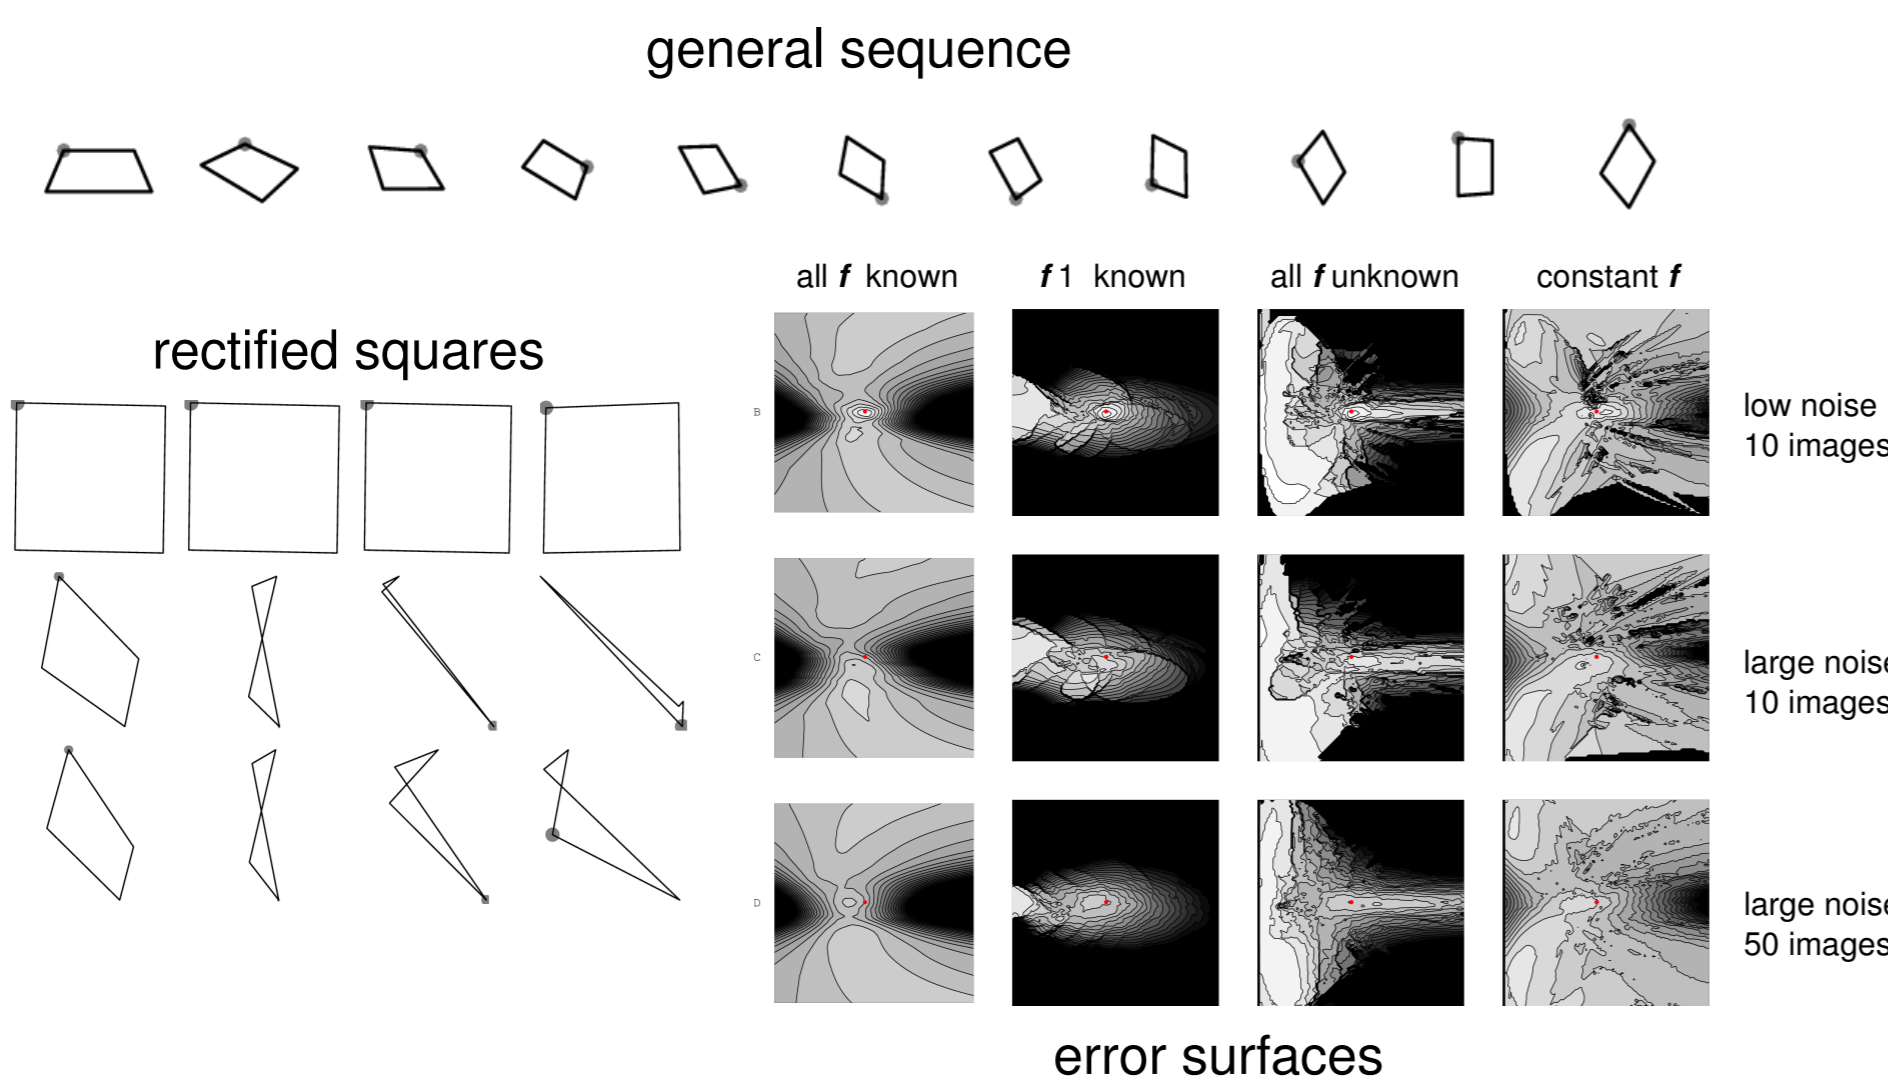 general sequence
all f known
f 1 known
all f unknown
constant f
rectified squares
B
low noise
10 images
C
large noise
10 images
D
large noise
50 images
error surfaces